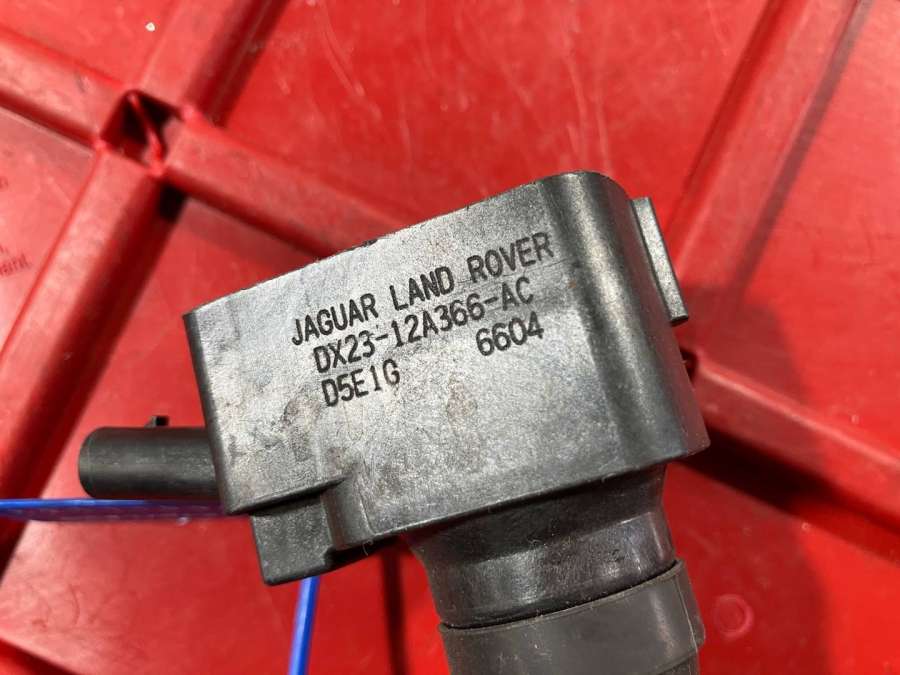 JAGUAR LAND ROVER
DX23-12A366-AC
D5E1G 6604